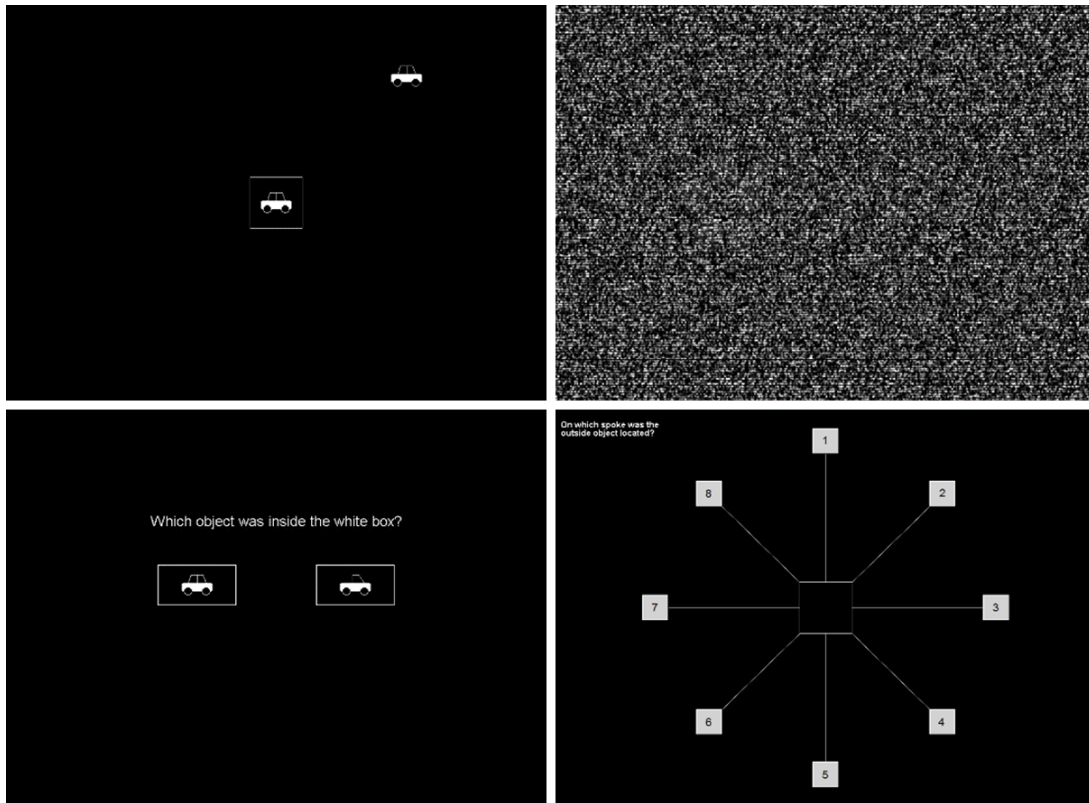 Which object was inside the white box?
On which spoke was the
outside object located?
1
8
2
7
3
6
4
5